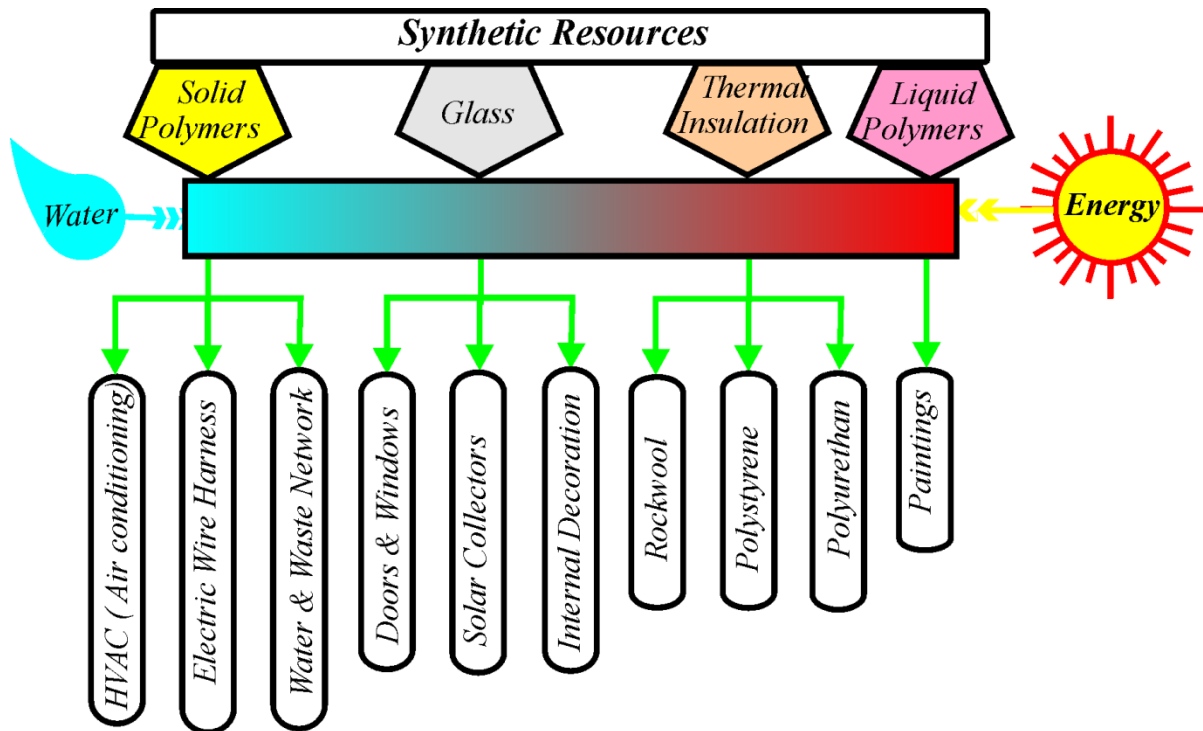 Synthetic Resources
Solid
Polymers
Glass
Thermal
Insulation
Liquid
Polymers
Water
Energy
HVAC ( Air conditioning)
Electric Wire Harness
Water & Waste Network
Doors & Windows
Solar Collectors
Internal Decoration
Rockwool
Polystyrene
Polyurethan
Paintings